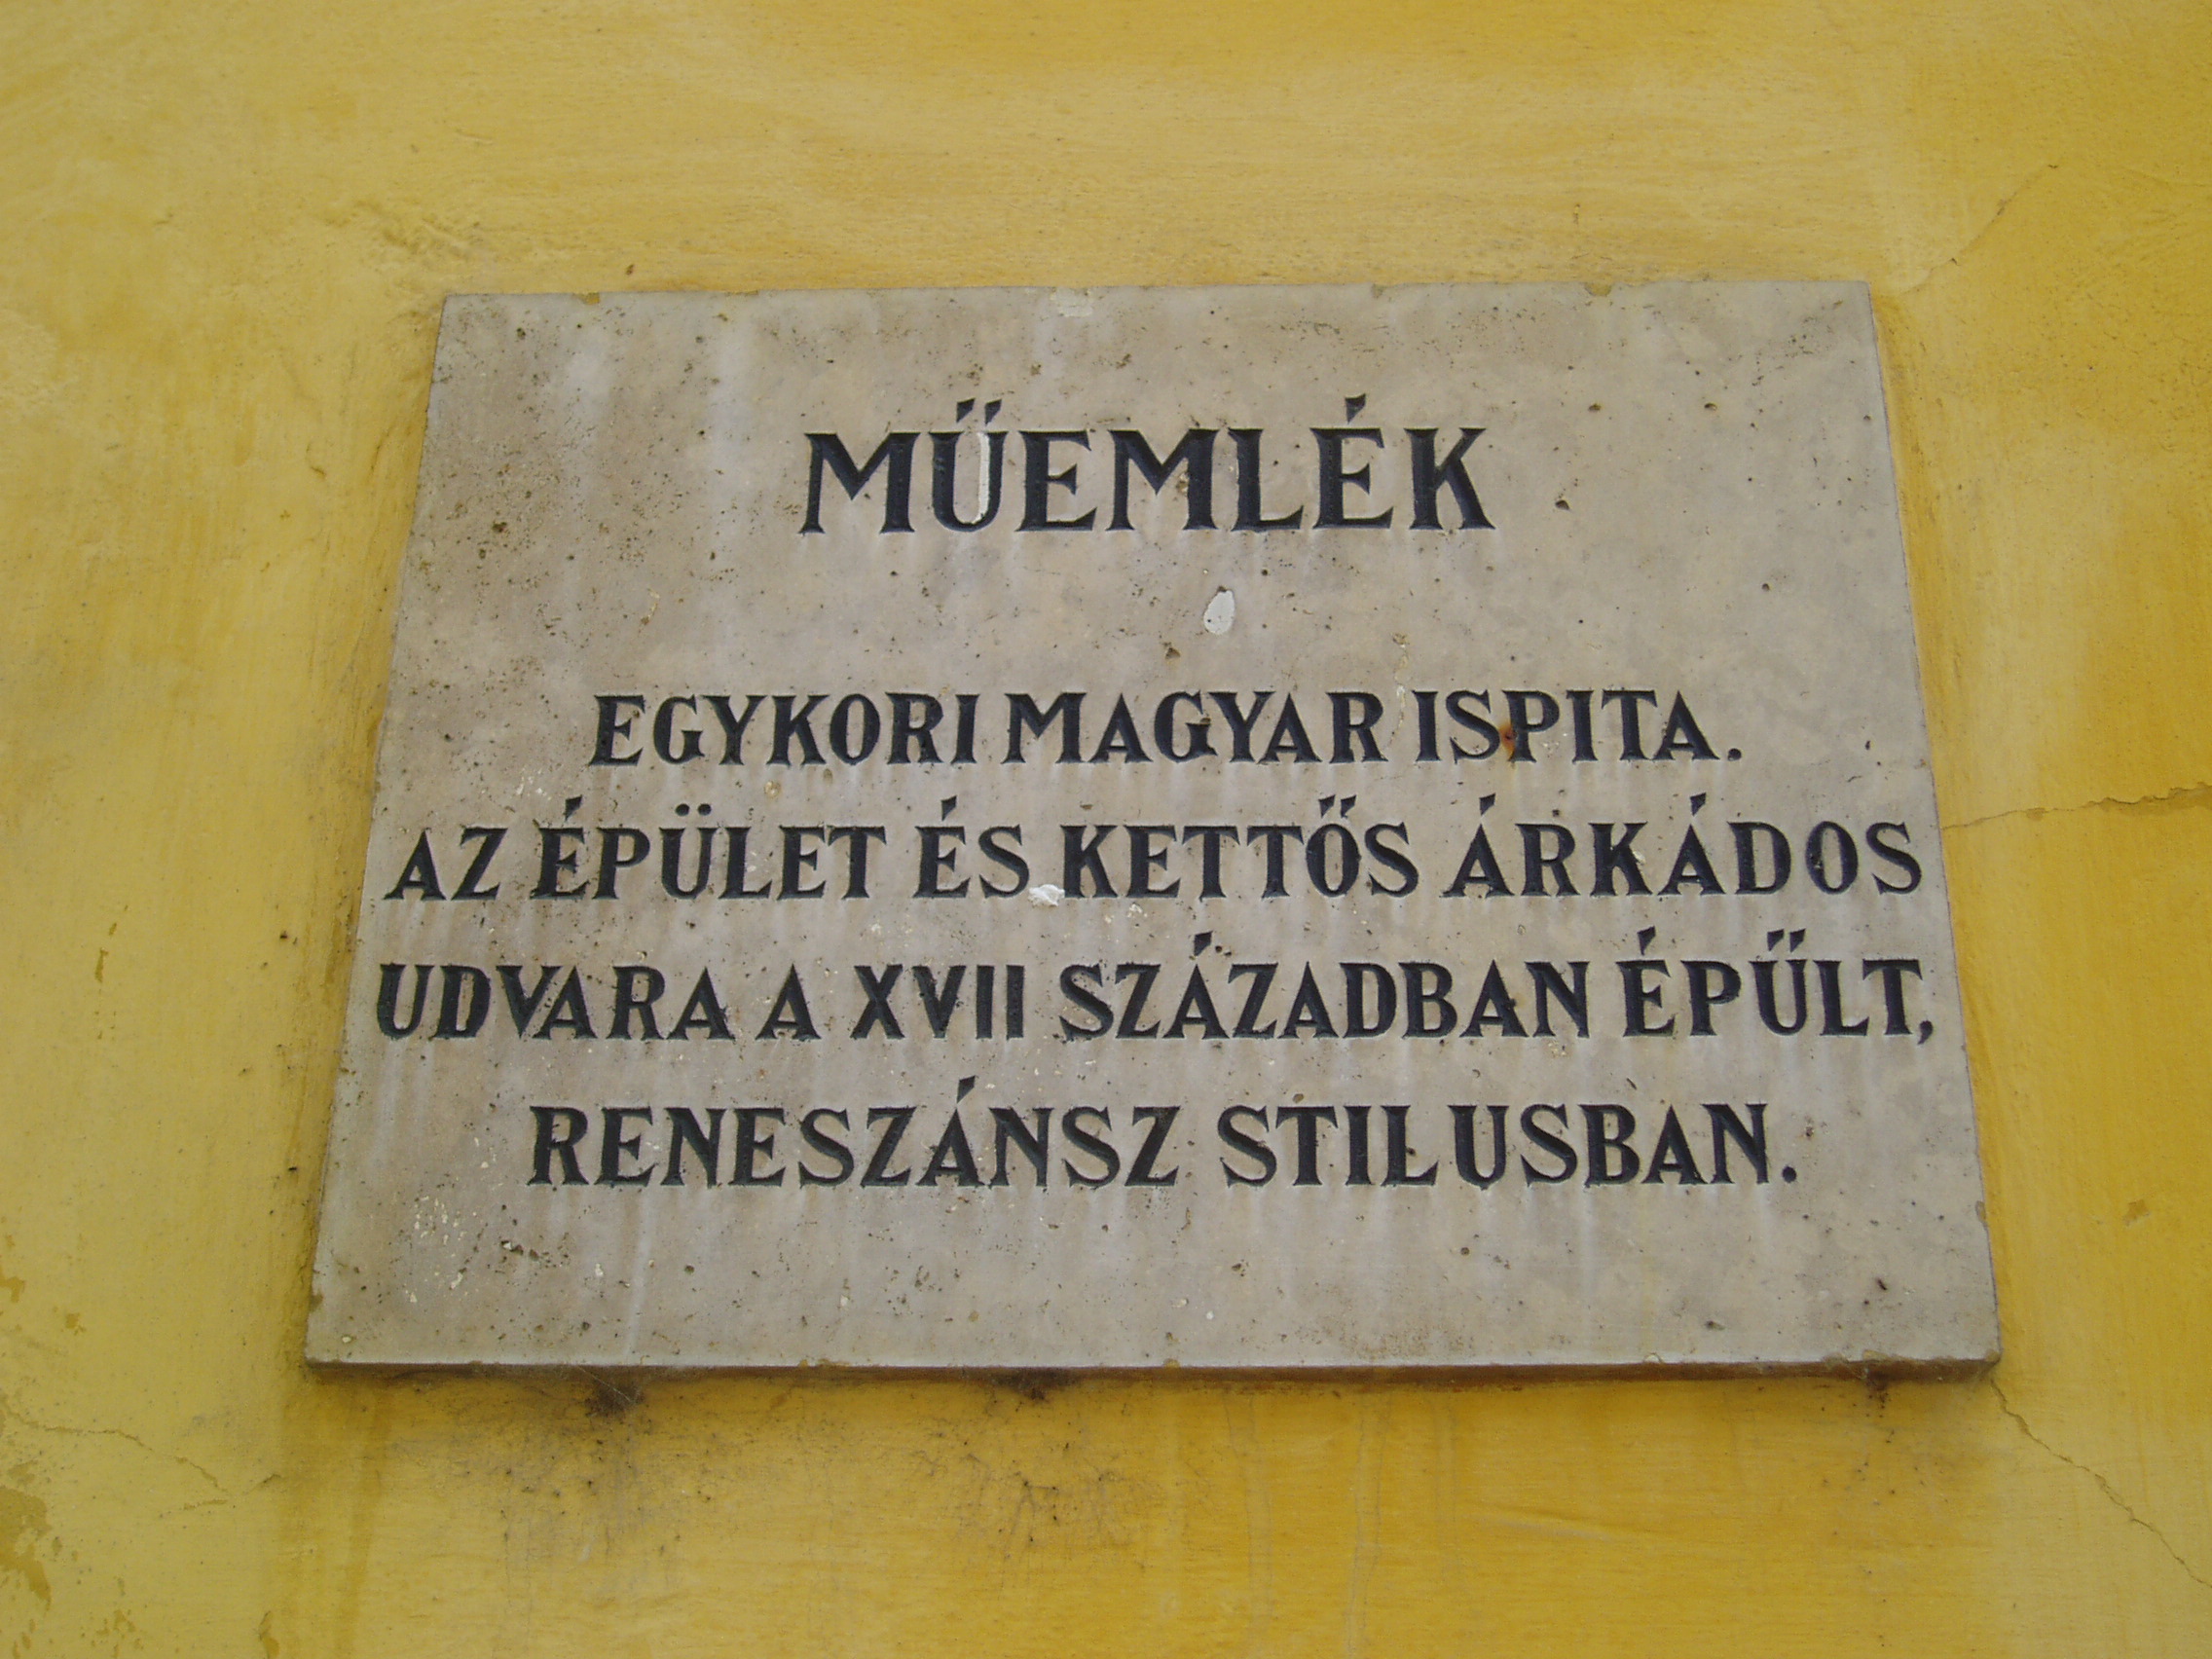 MŰEMLÉK
EGYKORI MAGYAR ISPITA.
AZ ÉPÜLET ÉS KETTŐS ÁRKÁDOS
UDVARA A XVII SZÁZADBAN ÉPŰLT,
RENESZÁNSZ STILUSBAN.